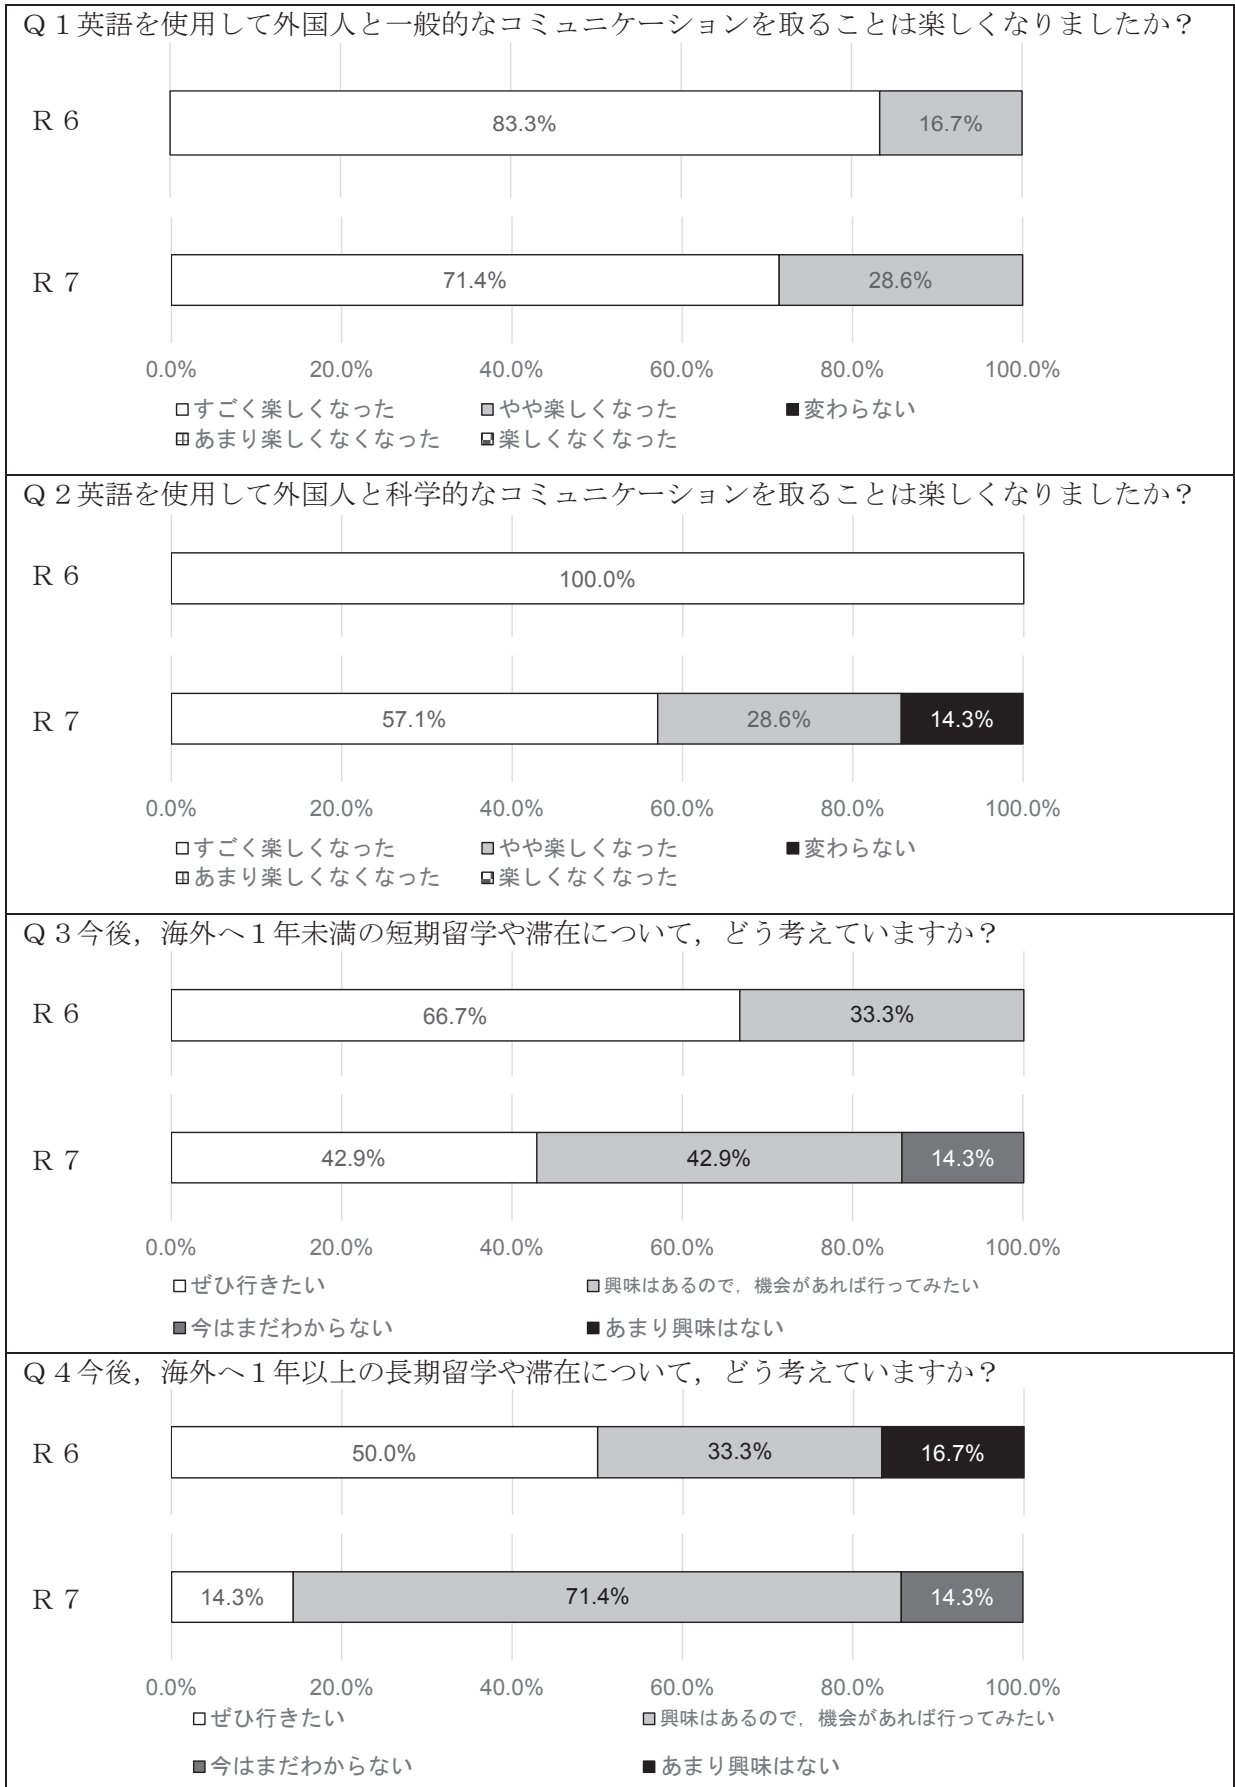 Q１英語を使用して外国人と一般的なコミュニケーションを取ることは楽しくなりましたか？
R６
83.3% 16.7%
R７
71.4% 28.6%
0.0% 20.0% 40.0% 60.0% 80.0% 100.0%
すごく楽しくなった やや楽しくなった 変わらない
あまり楽しくなくなった 楽しくなくなった
Q２英語を使用して外国人と科学的なコミュニケーションを取ることは楽しくなりましたか？
R６
100.0%
R７
57.1% 28.6% 14.3%
0.0% 20.0% 40.0% 60.0% 80.0% 100.0%
すごく楽しくなった やや楽しくなった 変わらない
あまり楽しくなくなった 楽しくなくなった
Q３今後，海外へ１年未満の短期留学や滞在について，どう考えていますか？
R６
66.7% 33.3%
R７
42.9% 42.9% 14.3%
0.0% 20.0% 40.0% 60.0% 80.0% 100.0%
ぜひ行きたい 興味はあるので，機会があれば行ってみたい
今はまだわからない あまり興味はない
Q４今後，海外へ１年以上の長期留学や滞在について，どう考えていますか？
R６
50.0% 33.3% 16.7%
R７
14.3% 71.4% 14.3%
0.0% 20.0% 40.0% 60.0% 80.0% 100.0%
ぜひ行きたい 興味はあるので，機会があれば行ってみたい
今はまだわからない あまり興味はない